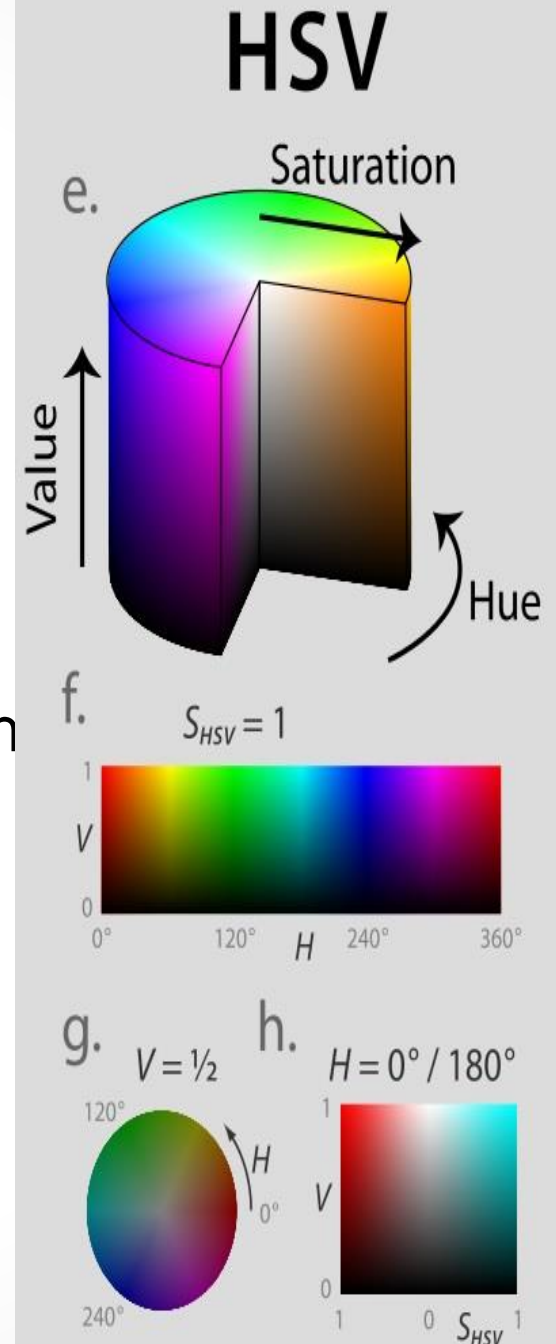 HSV
e.
Saturation
Value
Hue
f.
S_HSV = 1
1
V
0
0° 120° H 240° 360°
g.
V = ½
120°
H
0°
240°
h.
H = 0° / 180°
1
V
0
1 0 S_HSV 1
n